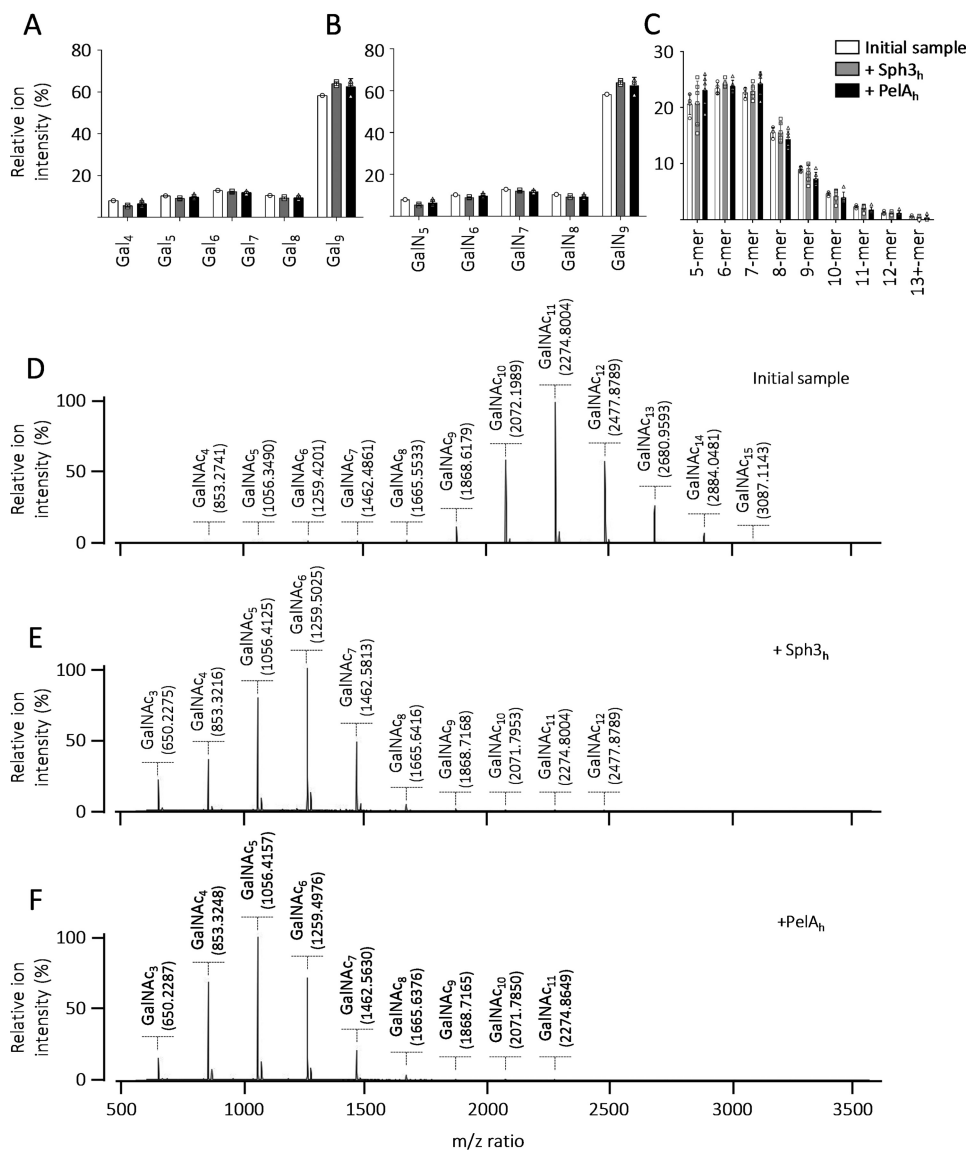 A
B
C
Relative ion
intensity (%)
80
60
40
20
Gal4
Gal5
Gal6
Gal7
Gal8
Gal9
80
60
40
20
GalN5
GalN6
GalN7
GalN8
GalN9
30
20
10
5-mer
6-mer
7-mer
8-mer
9-mer
10-mer
11-mer
12-mer
13+-mer
Initial sample
+ Sph3h
+ PelAh
D
Initial sample
Relative ion
intensity (%)
100
50
0
GalNAc4
(853.2741)
GalNAc5
(1056.3490)
GalNAc6
(1259.4201)
GalNAc7
(1462.4861)
GalNAc8
(1665.5533)
GalNAc9
(1868.6179)
GalNAc10
(2072.1989)
GalNAc11
(2274.8004)
GalNAc12
(2477.8789)
GalNAc13
(2680.9593)
GalNAc14
(2884.0481)
GalNAc15
(3087.1143)
E
+ Sph3h
Relative ion
intensity (%)
100
50
0
GalNAc3
(650.2275)
GalNAc4
(853.3216)
GalNAc5
(1056.4125)
GalNAc6
(1259.5025)
GalNAc7
(1462.5813)
GalNAc8
(1665.6416)
GalNAc9
(1868.7168)
GalNAc10
(2071.7953)
GalNAc11
(2274.8004)
GalNAc12
(2477.8789)
F
+PelAh
Relative ion
intensity (%)
100
50
0
GalNAc3
(650.2287)
GalNAc4
(853.3248)
GalNAc5
(1056.4157)
GalNAc6
(1259.4976)
GalNAc7
(1462.5630)
GalNAc8
(1665.6376)
GalNAc9
(1868.7165)
GalNAc10
(2071.7850)
GalNAc11
(2274.8649)
500
1000
1500
2000
2500
3000
3500
m/z ratio